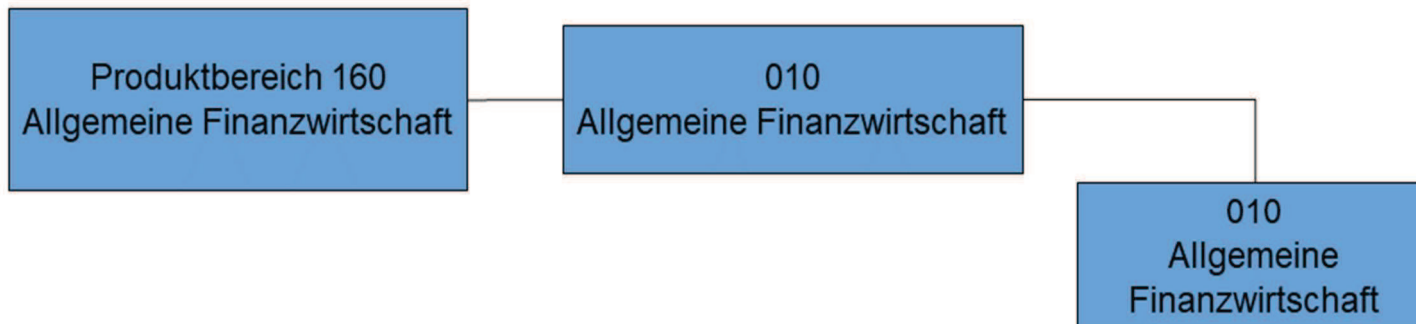 Produktbereich 160
Allgemeine Finanzwirtschaft
010
Allgemeine Finanzwirtschaft
010
Allgemeine
Finanzwirtschaft